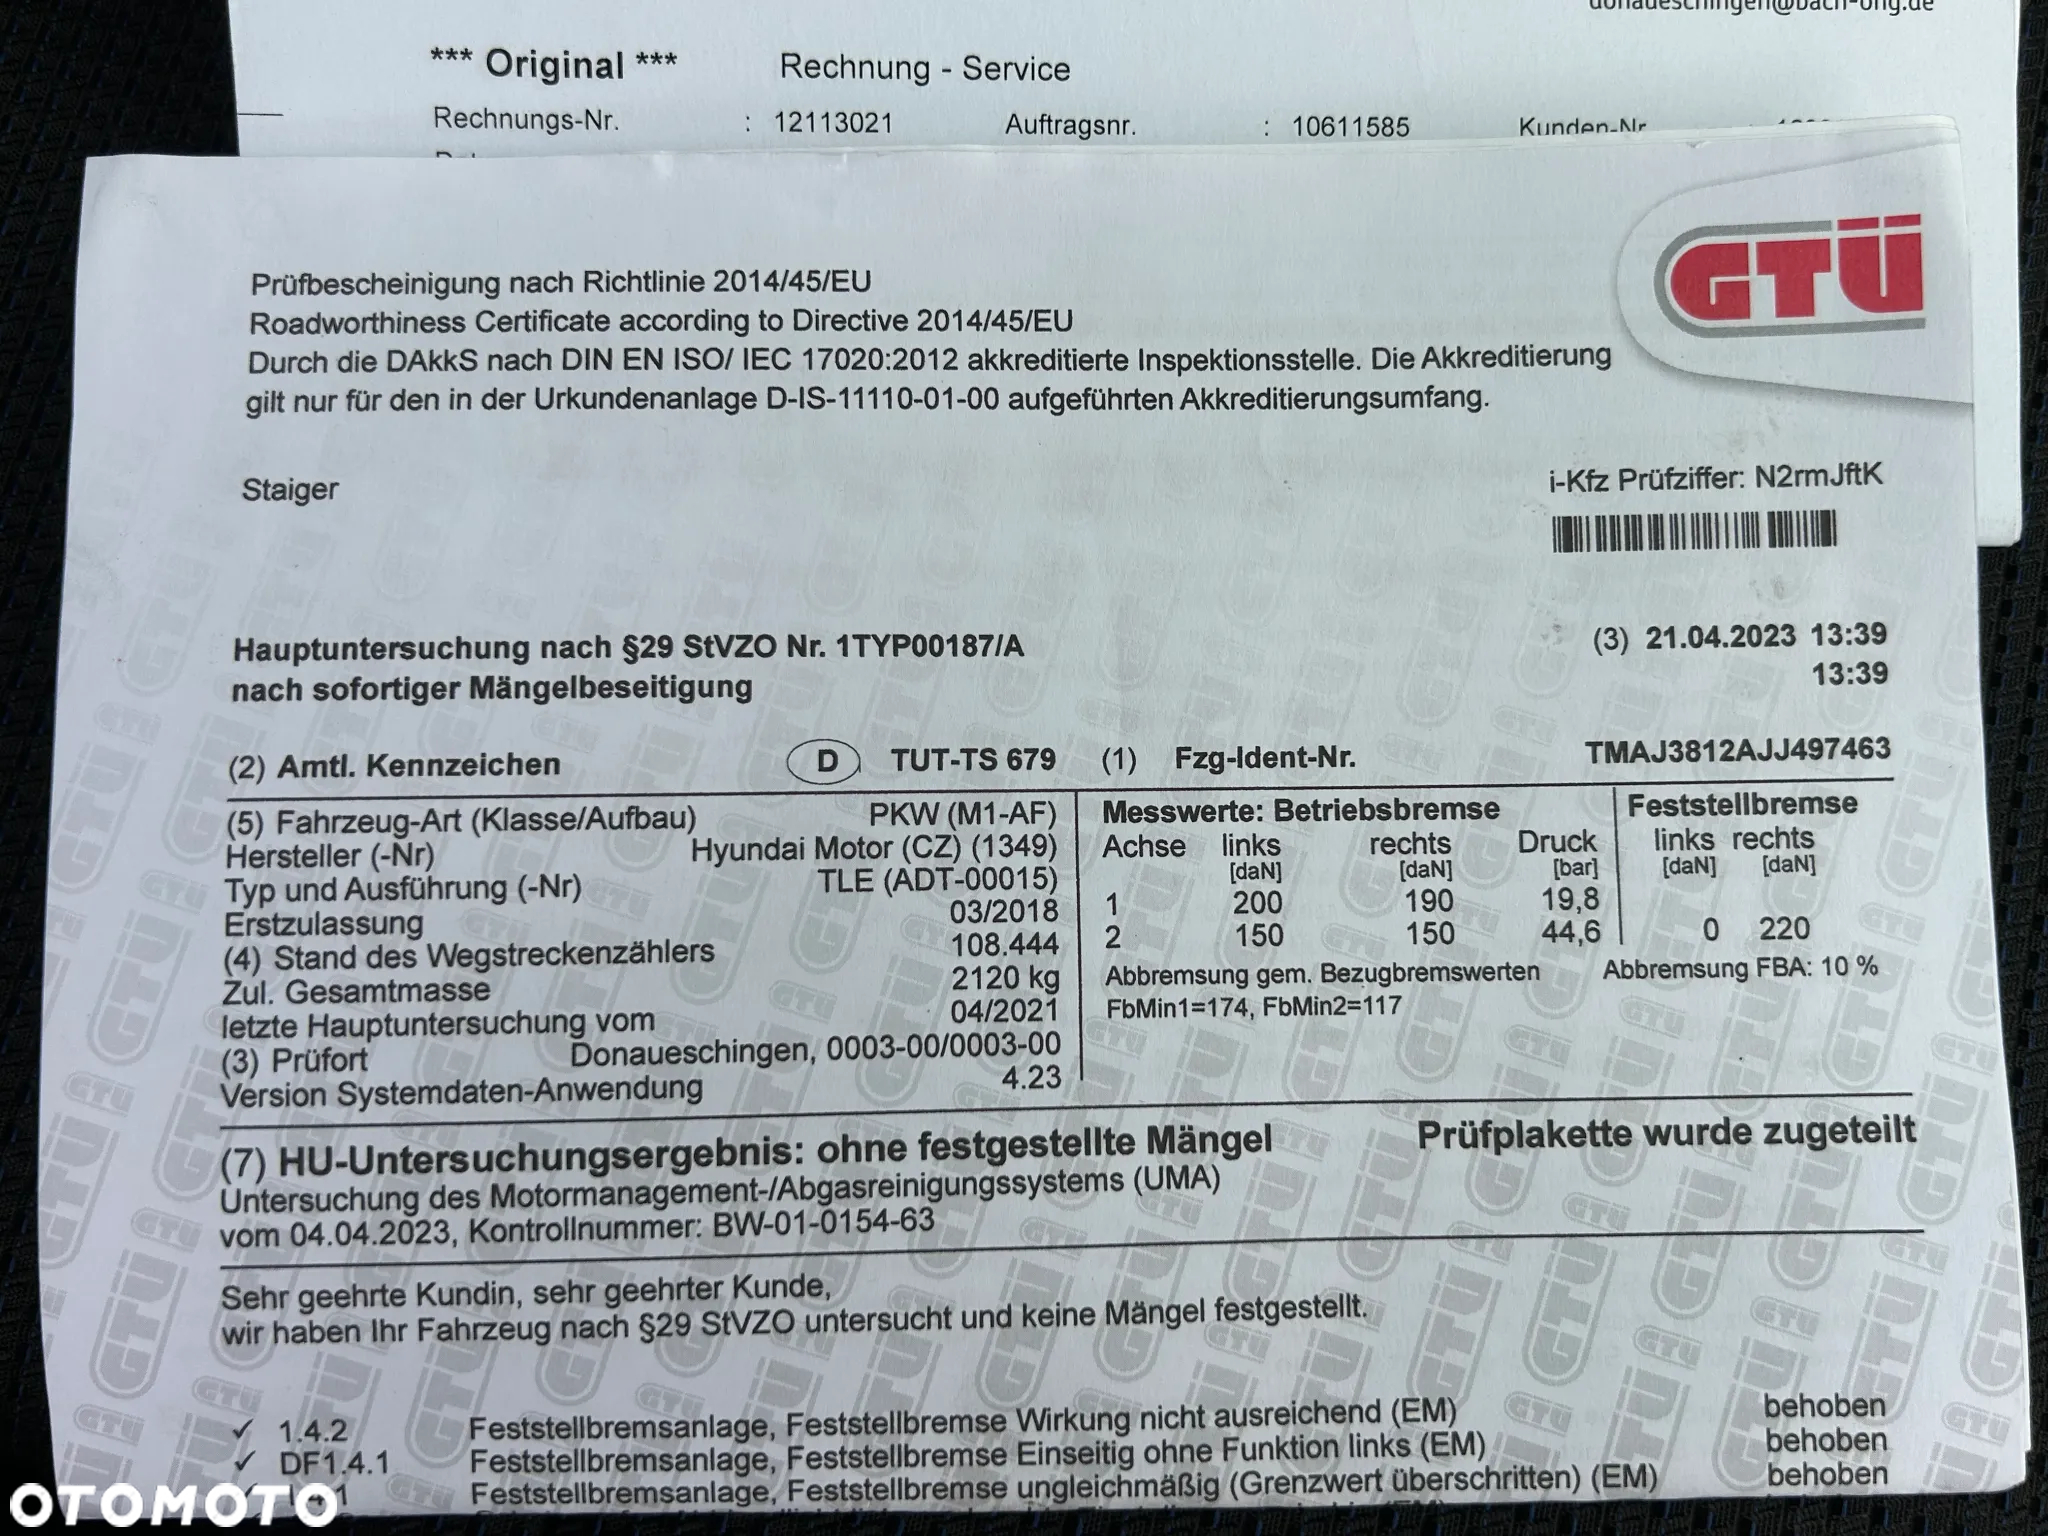 donaueschingen@bach-ohg.de
*** Original *** Rechnung - Service
Rechnungs-Nr. : 12113021 Auftragsnr. : 10611585 Kunden-Nr
GTÜ
Prüfbescheinigung nach Richtlinie 2014/45/EU
Roadworthiness Certificate according to Directive 2014/45/EU
Durch die DAkkS nach DIN EN ISO/ IEC 17020:2012 akkreditierte Inspektionsstelle. Die Akkreditierung
gilt nur für den in der Urkundenanlage D-IS-11110-01-00 aufgeführten Akkreditierungsumfang.
Staiger i-Kfz Prüfziffer: N2rmJftK
Hauptuntersuchung nach §29 StVZO Nr. 1TYP00187/A (3) 21.04.2023 13:39
nach sofortiger Mängelbeseitigung 13:39
(2) Amtl. Kennzeichen D TUT-TS 679 (1) Fzg-Ident-Nr. TMAJ3812AJJ497463
(5) Fahrzeug-Art (Klasse/Aufbau) PKW (M1-AF)
Hersteller (-Nr) Hyundai Motor (CZ) (1349)
Typ und Ausführung (-Nr) TLE (ADT-00015)
Erstzulassung 03/2018
(4) Stand des Wegstreckenzählers 108.444
Zul. Gesamtmasse 2120 kg
letzte Hauptuntersuchung vom 04/2021
(3) Prüfort Donaueschingen, 0003-00/0003-00
Version Systemdaten-Anwendung 4.23
Messwerte: Betriebsbremse Feststellbremse
Achse links rechts Druck links rechts
[daN] [daN] [bar] [daN] [daN]
1 200 190 19,8
2 150 150 44,6 0 220
Abbremsung gem. Bezugbremswerten Abbremsung FBA: 10 %
FbMin1=174, FbMin2=117
(7) HU-Untersuchungsergebnis: ohne festgestellte Mängel Prüfplakette wurde zugeteilt
Untersuchung des Motormanagement-/Abgasreinigungssystems (UMA)
vom 04.04.2023, Kontrollnummer: BW-01-0154-63
Sehr geehrte Kundin, sehr geehrter Kunde,
wir haben Ihr Fahrzeug nach §29 StVZO untersucht und keine Mängel festgestellt.
✓ 1.4.2 Feststellbremsanlage, Feststellbremse Wirkung nicht ausreichend (EM) behoben
✓ DF1.4.1 Feststellbremsanlage, Feststellbremse Einseitig ohne Funktion links (EM) behoben
1.4.1 Feststellbremsanlage, Feststellbremse ungleichmäßig (Grenzwert überschritten) (EM) behoben
OTOMOTO